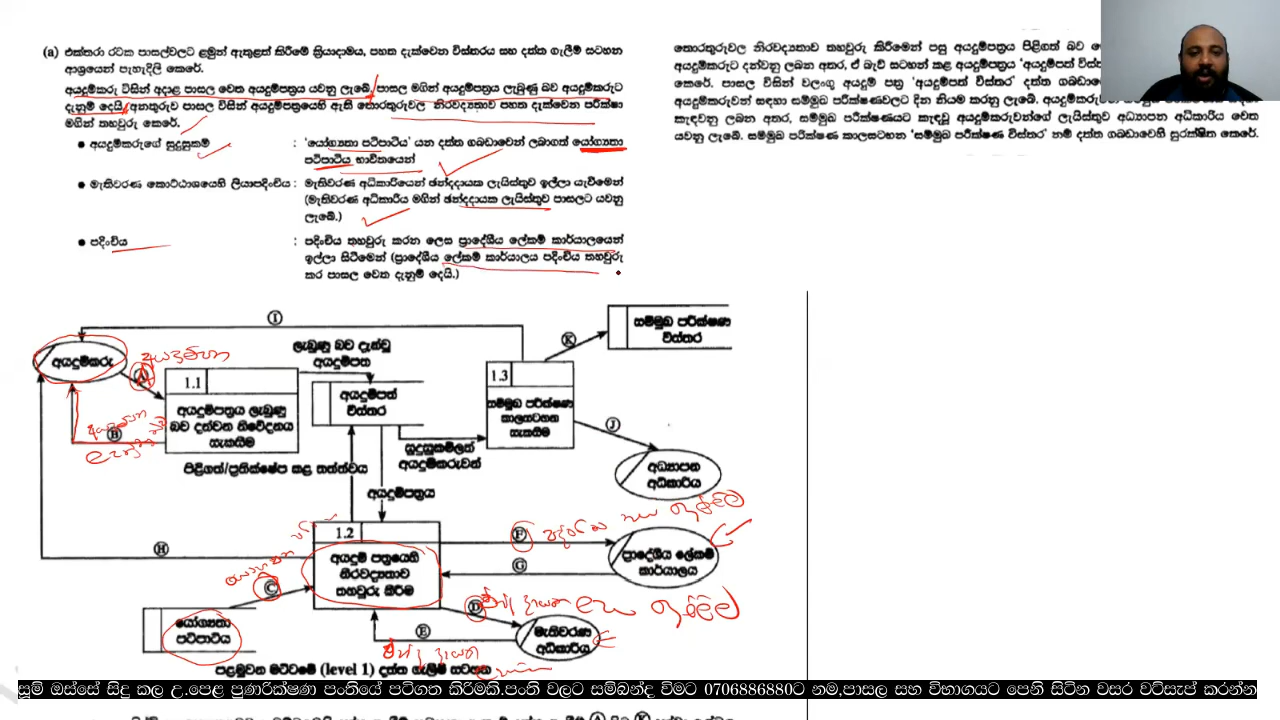 (a) එක්තරා රටක පාසල්වලට ළමුන් ඇතුළත් කිරීමේ ක්‍රියාදාමය, පහත දැක්වෙන විස්තරය සහ දත්ත ගැලීම් සටහන
ආශ්‍රයෙන් පැහැදිලි කෙරේ.
අයදුම්කරු විසින් අදාළ පාසල වෙත අයදුම්පත්‍රය යවනු ලැබේ. පාසල මගින් අයදුම්පත්‍රය ලැබුණු බව අයදුම්කරුට
දැනුම් දෙයි. අනතුරුව පාසල විසින් අයදුම්පත්‍රයෙහි ඇති තොරතුරුවල නිරවද්‍යතාව පහත දැක්වෙන පරීක්ෂා
මගින් තහවුරු කෙරේ.
• අයදුම්කරුගේ සුදුසුකම් : 'යෝග්‍යතා පටිපාටිය' යන දත්ත ගබඩාවෙන් ලබාගත් යෝග්‍යතා
පටිපාටිය භාවිතයෙන්
• මැතිවරණ කොට්ඨාශයෙහි ලියාපදිංචිය : මැතිවරණ අධිකාරියෙන් ඡන්දදායක ලැයිස්තුව ඉල්ලා යැවීමෙන්
(මැතිවරණ අධිකාරිය මගින් ඡන්දදායක ලැයිස්තුව පාසලට යවනු
ලැබේ.)
• පදිංචිය : පදිංචිය තහවුරු කරන ලෙස ප්‍රාදේශීය ලේකම් කාර්යාලයෙන්
ඉල්ලා සිටීමෙන් (ප්‍රාදේශීය ලේකම් කාර්යාලය පදිංචිය තහවුරු
කර පාසල වෙත දැනුම් දෙයි.)
තොරතුරුවල නිරවද්‍යතාව තහවුරු කිරීමෙන් පසු අයදුම්පත්‍රය පිළිගත් බව
අයදුම්කරුට දන්වනු ලබන අතර, ඒ බැව් සටහන් කළ අයදුම්පත්‍රය 'අයදුම්පත්
කෙරේ. පාසල විසින් වලංගු අයදුම් පත්‍ර 'අයදුම්පත් විස්තර' දත්ත
අයදුම්කරුවන් සඳහා සම්මුඛ පරීක්ෂණවලට දින නියම කරනු ලැබේ.
කැඳවනු ලබන අතර, සම්මුඛ පරීක්ෂණයට කැඳවූ අයදුම්කරුවන්ගේ ලැයිස්තුව අධ්‍යාපන අධිකාරිය වෙත
යවනු ලැබේ. සම්මුඛ පරීක්ෂණ කාලසටහන 'සම්මුඛ පරීක්ෂණ විස්තර' නම් දත්ත ගබඩාවෙහි සුරක්ෂිත කෙරේ.
I
සම්මුඛ පරීක්ෂණ
විස්තර
K
අයදුම්කරු
අයදුම්පත
A
1.1
අයදුම්පත්‍රය ලැබුණු
බව දන්වන නිවේදනය
සැකසීම
ලැබුණු බව දැන්වූ
අයදුම්පත
අයදුම්පත්
විස්තර
1.3
සම්මුඛ පරීක්ෂණ
කාලසටහන
සැකසීම
B
J
සුදුසුකම්ලත්
අයදුම්කරුවන්
අධ්‍යාපන
අධිකාරිය
පිළිගත්/ප්‍රතික්ෂේප කළ තත්ත්වය
අයදුම්පත්‍රය
1.2
අයදුම් පත්‍රයෙහි
නිරවද්‍යතාව
තහවුරු කිරීම
H
F
ප්‍රාදේශීය ලේකම්
කාර්යාලය
G
C
යෝග්‍යතා
පටිපාටිය
D
E
මැතිවරණ
අධිකාරිය
පළමුවන මට්ටමේ (level 1) දත්ත ගැලීම් සටහන
සූම් ඔස්සේ සිදු කල උ.පෙළ පුණරීක්ෂණ පංතියේ පටිගත කිරීමකි.පංති වලට සම්බන්ද වීමට 0706886880ට නම,පාසල සහ විභාගයට පෙනී සිටින වසර වට්සැප් කරන්න